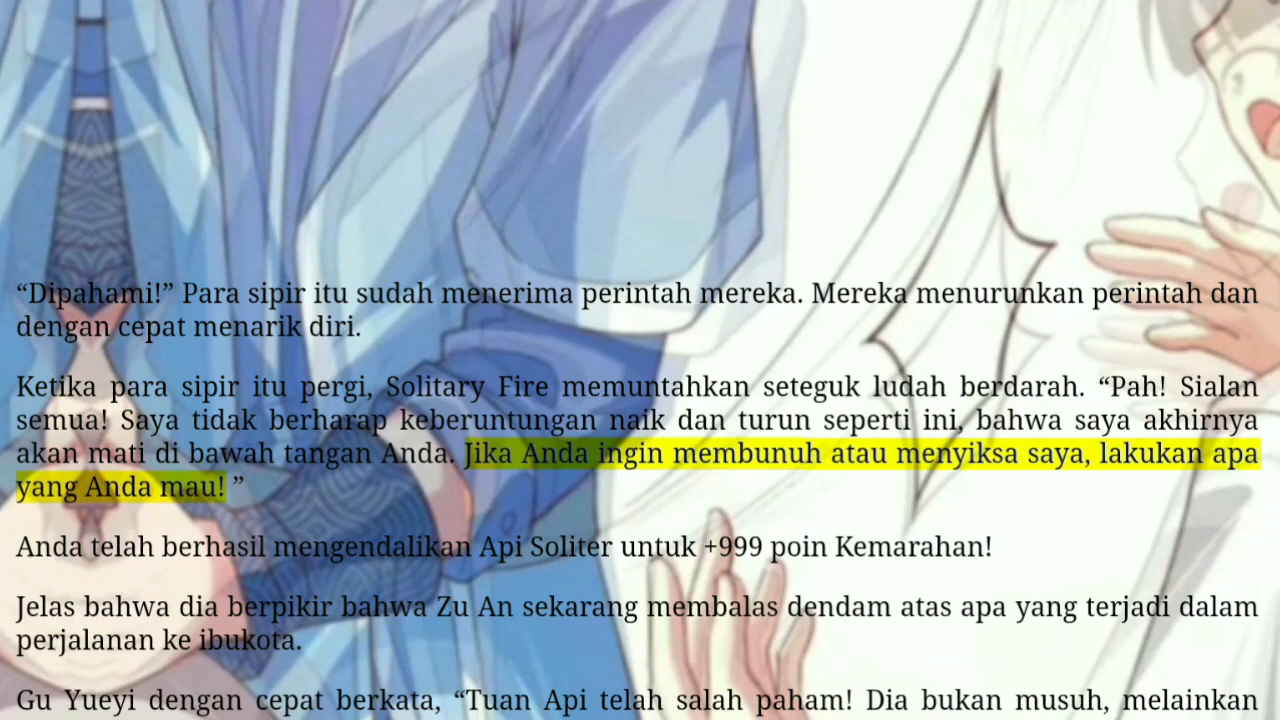 “Dipahami!” Para sipir itu sudah menerima perintah mereka. Mereka menurunkan perintah dan
dengan cepat menarik diri.
Ketika para sipir itu pergi, Solitary Fire memuntahkan seteguk ludah berdarah. “Pah! Sialan
semua! Saya tidak berharap keberuntungan naik dan turun seperti ini, bahwa saya akhirnya
akan mati di bawah tangan Anda. Jika Anda ingin membunuh atau menyiksa saya, lakukan apa
yang Anda mau! ”
Anda telah berhasil mengendalikan Api Soliter untuk +999 poin Kemarahan!
Jelas bahwa dia berpikir bahwa Zu An sekarang membalas dendam atas apa yang terjadi dalam
perjalanan ke ibukota.
Gu Yueyi dengan cepat berkata, “Tuan Api telah salah paham! Dia bukan musuh, melainkan